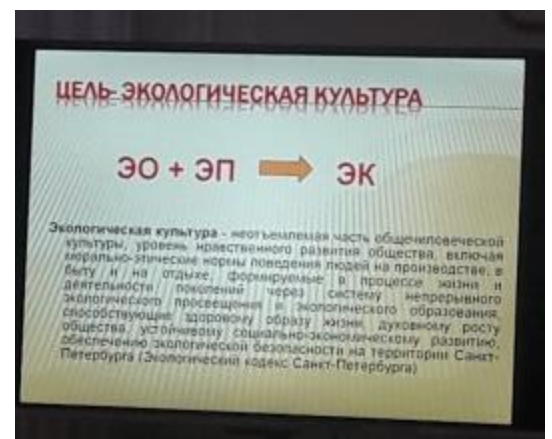 ЦЕЛЬ- ЭКОЛОГИЧЕСКАЯ КУЛЬТУРА
ЭО + ЭП ЭК
Экологическая культура - неотъемлемая часть общечеловеческой
культуры, уровень нравственного развития общества, включая
морально-этические нормы поведения людей на производстве, в
быту и на отдыхе, формируемые в процессе жизни и
деятельности поколений через систему непрерывного
экологического просвещения и экологического образования,
способствующие здоровому образу жизни, духовному росту
общества, устойчивому социально-экономическому развитию,
обеспечению экологической безопасности на территории Санкт-
Петербурга (Экологический кодекс Санкт-Петербурга)